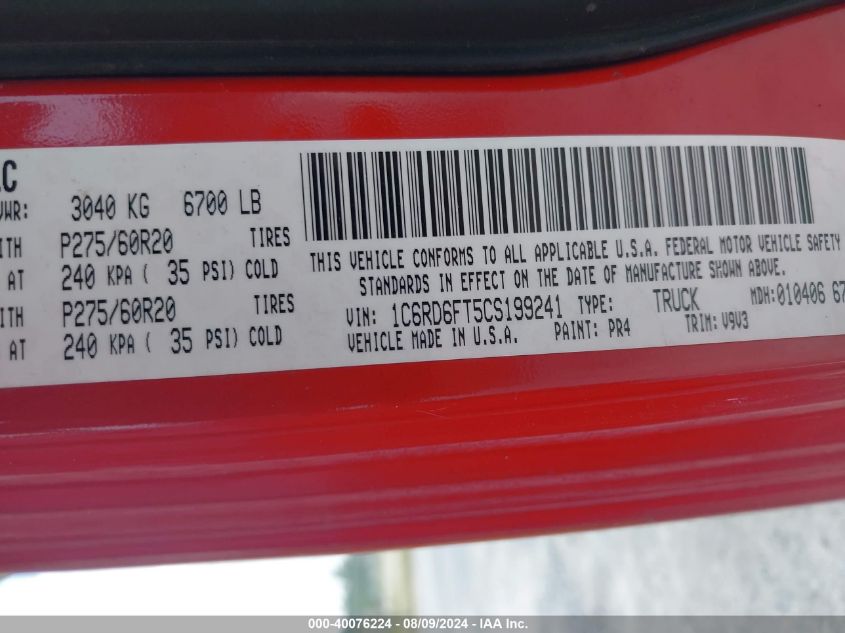 LC
VWR: 3040 KG 6700 LB
ITH P275/60R20 TIRES
AT 240 KPA ( 35 PSI) COLD
ITH P275/60R20 TIRES
AT 240 KPA ( 35 PSI) COLD
THIS VEHICLE CONFORMS TO ALL APPLICABLE U.S.A. FEDERAL MOTOR VEHICLE SAFETY
STANDARDS IN EFFECT ON THE DATE OF MANUFACTURE SHOWN ABOVE.
VIN: 1C6RD6FT5CS199241 TYPE: TRUCK MDH:010406 67
VEHICLE MADE IN U.S.A. PAINT: PR4 TRIM: V9V3
000-40076224 - 08/09/2024 - IAA Inc.